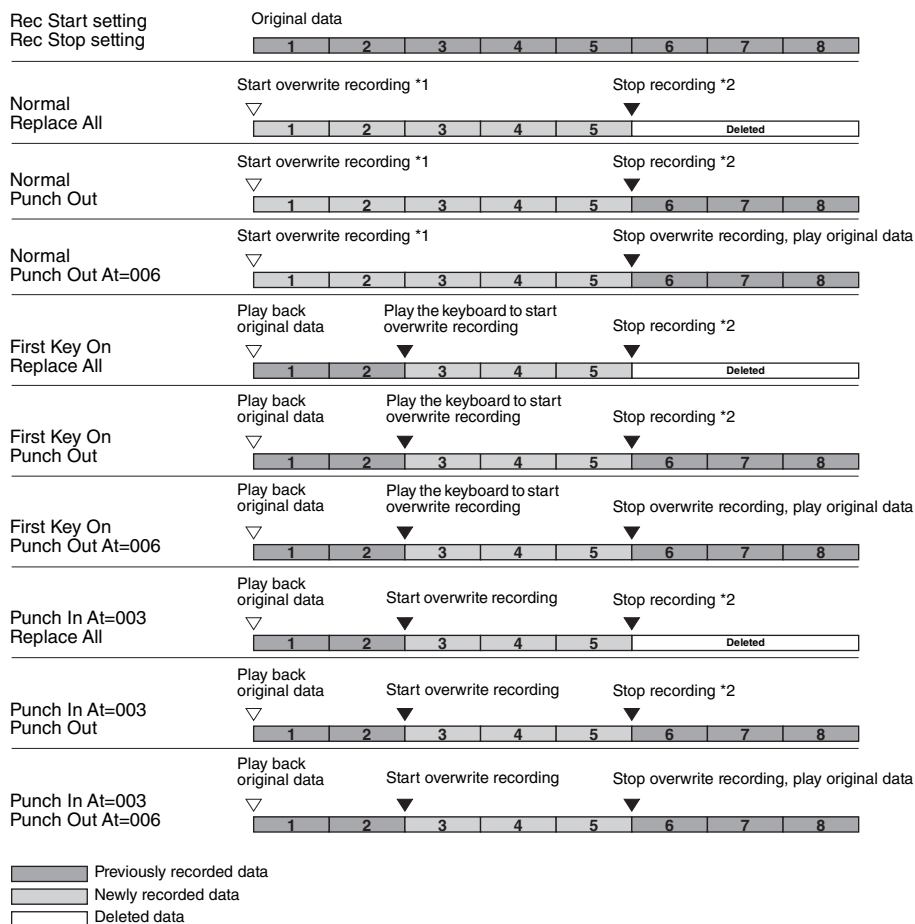 Rec Start setting
Rec Stop setting
Original data
1 2 3 4 5 6 7 8
Normal
Replace All
Start overwrite recording *1
Stop recording *2
1 2 3 4 5 Deleted
Normal
Punch Out
Start overwrite recording *1
Stop recording *2
1 2 3 4 5 6 7 8
Normal
Punch Out At=006
Start overwrite recording *1
Stop overwrite recording, play original data
1 2 3 4 5 6 7 8
First Key On
Replace All
Play back
original data
Play the keyboard to start
overwrite recording
Stop recording *2
1 2 3 4 5 Deleted
First Key On
Punch Out
Play back
original data
Play the keyboard to start
overwrite recording
Stop recording *2
1 2 3 4 5 6 7 8
First Key On
Punch Out At=006
Play back
original data
Play the keyboard to start
overwrite recording
Stop overwrite recording, play original data
1 2 3 4 5 6 7 8
Punch In At=003
Replace All
Play back
original data
Start overwrite recording
Stop recording *2
1 2 3 4 5 Deleted
Punch In At=003
Punch Out
Play back
original data
Start overwrite recording
Stop recording *2
1 2 3 4 5 6 7 8
Punch In At=003
Punch Out At=006
Play back
original data
Start overwrite recording
Stop overwrite recording, play original data
1 2 3 4 5 6 7 8
Previously recorded data
Newly recorded data
Deleted data